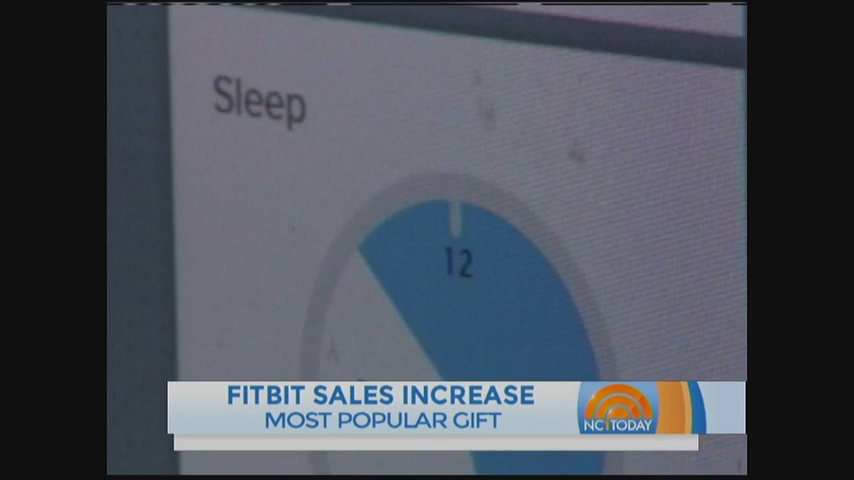 Sleep
12
FITBIT SALES INCREASE
MOST POPULAR GIFT
NC TODAY